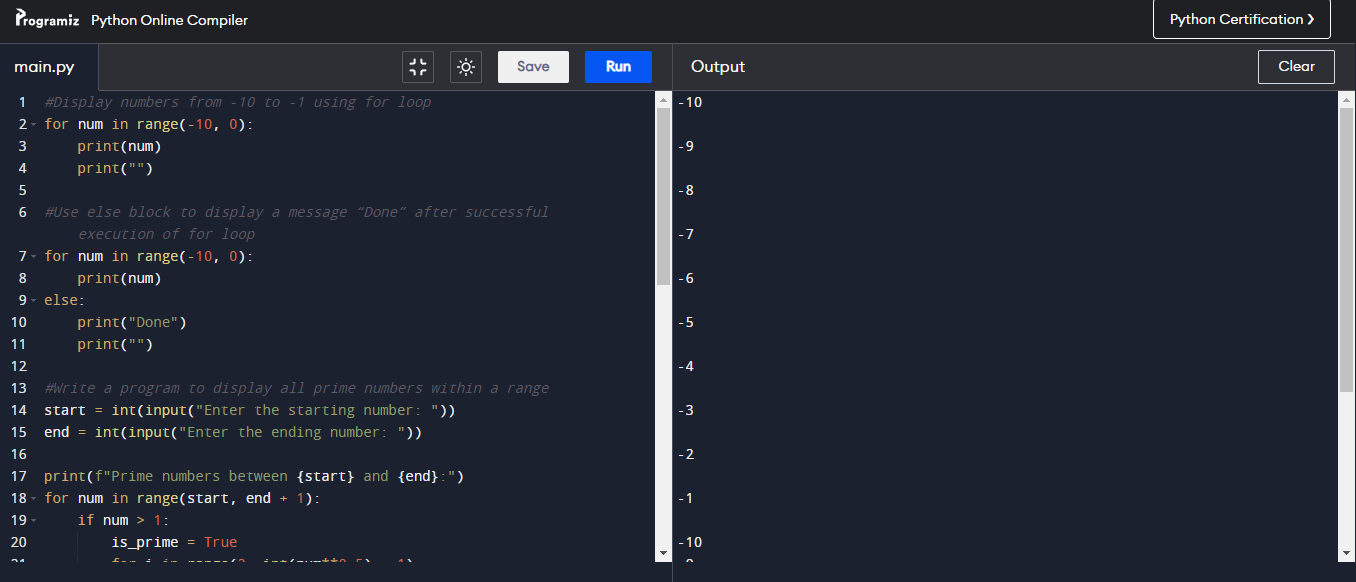 Programiz Python Online Compiler
Python Certification ❯
main.py
Save
Run
Output
Clear
1 #Display numbers from -10 to -1 using for loop
2 for num in range(-10, 0):
3 print(num)
4 print("")
5
6 #Use else block to display a message “Done” after successful
execution of for loop
7 for num in range(-10, 0):
8 print(num)
9 else:
10 print("Done")
11 print("")
12
13 #Write a program to display all prime numbers within a range
14 start = int(input("Enter the starting number: "))
15 end = int(input("Enter the ending number: "))
16
17 print(f"Prime numbers between {start} and {end}:")
18 for num in range(start, end + 1):
19 if num > 1:
20 is_prime = True
-10
-9
-8
-7
-6
-5
-4
-3
-2
-1
-10